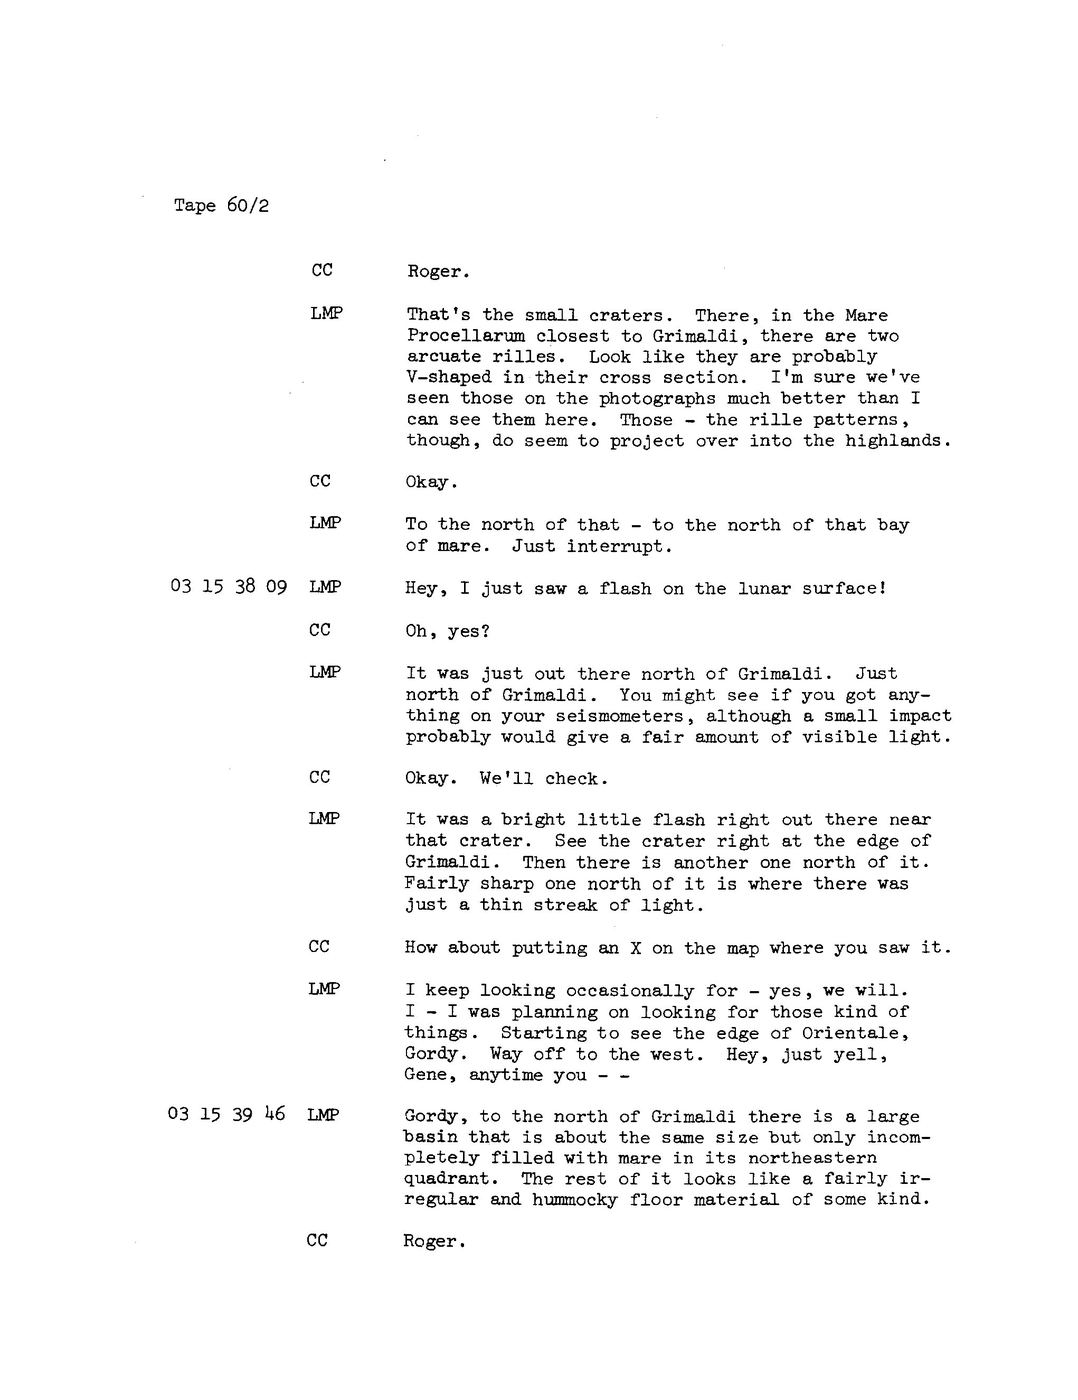 Tape 60/2
CC Roger.
LMP That's the small craters. There, in the Mare
Procellarum closest to Grimaldi, there are two
arcuate rilles. Look like they are probably
V-shaped in their cross section. I'm sure we've
seen those on the photographs much better than I
can see them here. Those - the rille patterns,
though, do seem to project over into the highlands.
CC Okay.
LMP To the north of that - to the north of that bay
of mare. Just interrupt.
03 15 38 09 LMP Hey, I just saw a flash on the lunar surface!
CC Oh, yes?
LMP It was just out there north of Grimaldi. Just
north of Grimaldi. You might see if you got any-
thing on your seismometers, although a small impact
probably would give a fair amount of visible light.
CC Okay. We'll check.
LMP It was a bright little flash right out there near
that crater. See the crater right at the edge of
Grimaldi. Then there is another one north of it.
Fairly sharp one north of it is where there was
just a thin streak of light.
CC How about putting an X on the map where you saw it.
LMP I keep looking occasionally for - yes, we will.
I - I was planning on looking for those kind of
things. Starting to see the edge of Orientale,
Gordy. Way off to the west. Hey, just yell,
Gene, anytime you - -
03 15 39 46 LMP Gordy, to the north of Grimaldi there is a large
basin that is about the same size but only incom-
pletely filled with mare in its northeastern
quadrant. The rest of it looks like a fairly ir-
regular and hummocky floor material of some kind.
CC Roger.